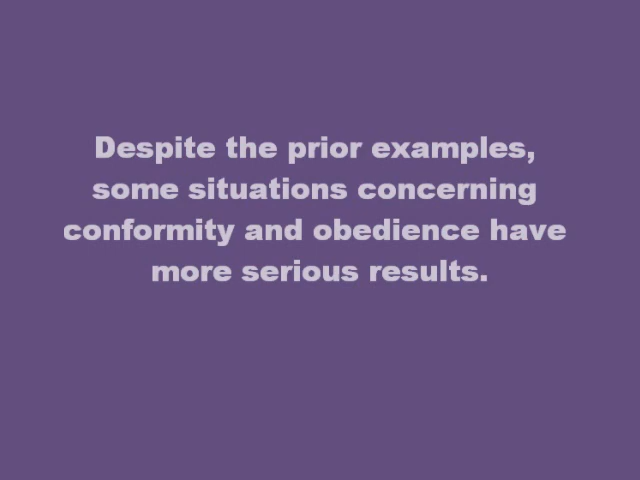 Despite the prior examples,
some situations concerning
conformity and obedience have
more serious results.